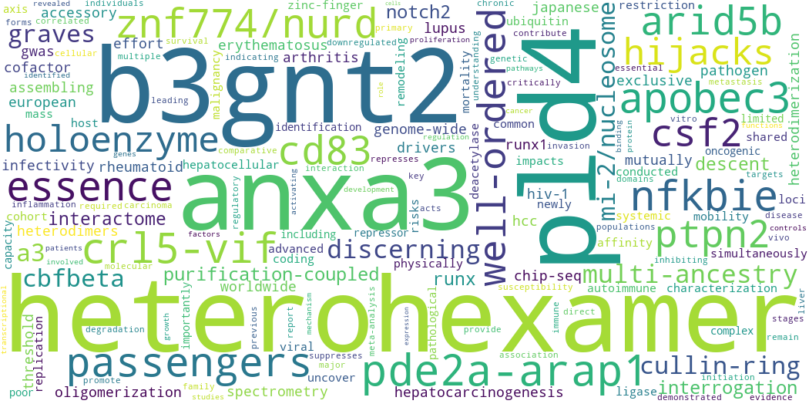 axis individuals zinc-finger chronic japanese restriction
forms correlated accessory znf774/nurd notch2 lupus ubiquitin arid5b
revealed
graves effort erythematosus downregulated primary
gwas cellular survival multiple indicating arthritis
cofactor identified
assembling leading
european
mass
b3gnt2
malignancy
remodeling
mortality
understanding
well-ordered
p1d4
mi-2/nucleosome
genetic
pathways
contribute
critically
cancer
hijacks
essential metastasis
exclusive pathogen
apobec3
vitro limited functions
csf2 shared
heterodimerization
host
genes
holoenzyme
comparative
identification genome-wide
proliferation
role
regulation
drivers
common
runx1 invasion
binding
protein
oncogenic
mutually
descent targets
infectivity rheumatoid hepatocellular
cd83
interaction
represses
deacetylase
impacts conducted
domains
loci
essence
anxa3
regulatory
activating
development
key
acts
risks
hiv-1
newly
nfkbie
inflammation required carcinoma
cohort interactome
heterodimers
capacity
patients
involved
a3
factors
including
repressor
hcc
populations
systemic mobility disease
controls
affinity
ptpn2
vivo
inhibiting
simultaneously
crl5-vif
advanced
coding
discerning
physically
molecular
cbfbeta purification-coupled
worldwide
runx chip-seq multi-ancestry
susceptibility autoimmune characterization
transcriptional
heterohexamer
degradation growth importantly previous report mechanism meta-analysis expression pathological provide immune direct complex remain stages liver
threshold
replication
passengers
viral suppresses
major
uncover
association
pde2a-arap1
cullin-ring
initiation
poor promote
oligomerization
family
studies
spectrometry
hepatocarcinogenesis
ligase
interrogation
demonstrated evidence